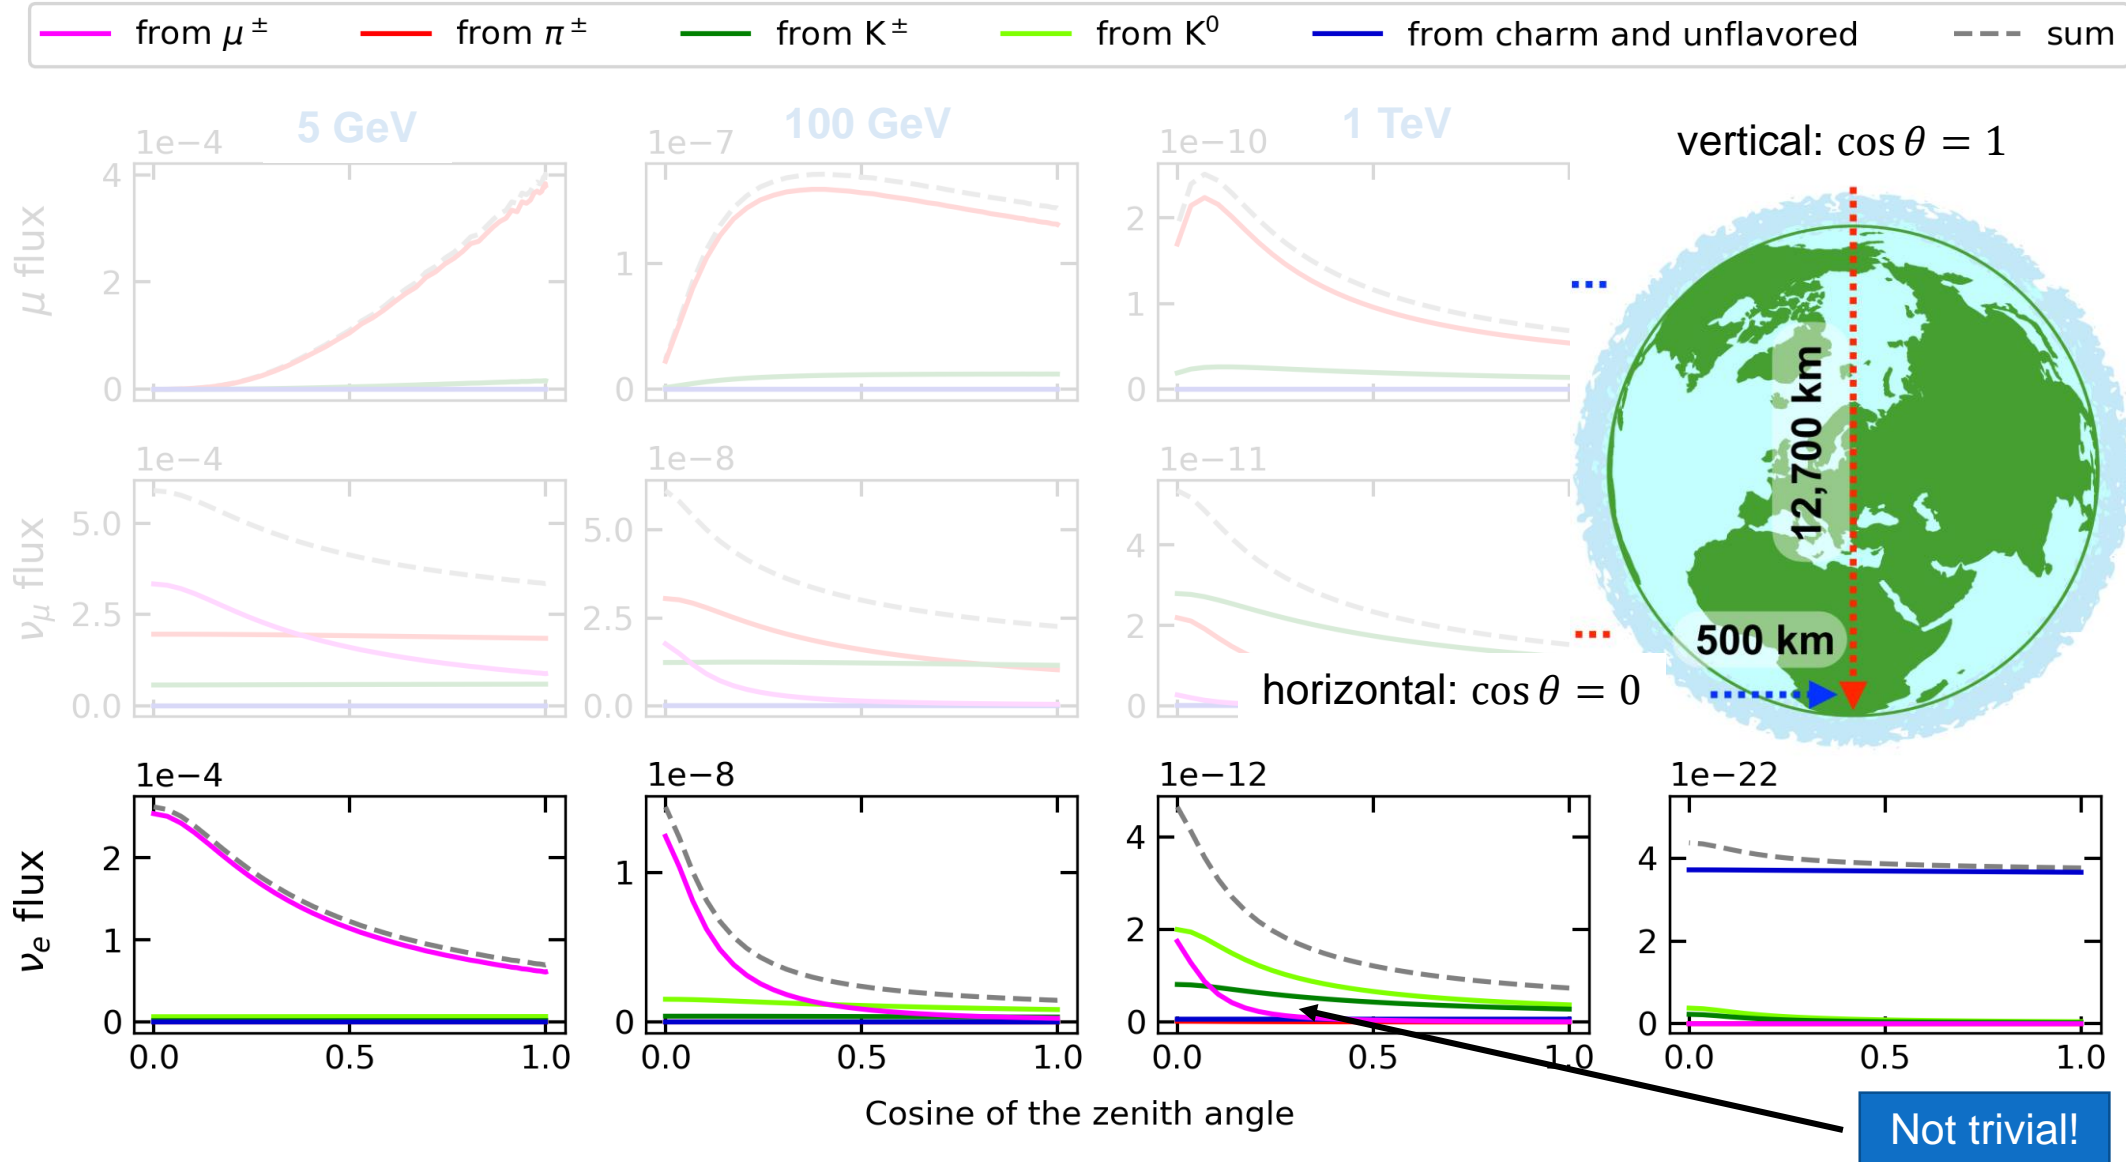 from μ± from π± from K± from K⁰ from charm and unflavored sum
5 GeV 100 GeV 1 TeV
vertical: cos θ = 1
1e−4 1e−7 1e−10
μ flux
4
2
0
1
0
2
1
0
12,700 km
500 km
horizontal: cos θ = 0
1e−4 1e−8 1e−11
ν_μ flux
5.0
2.5
0.0
5.0
2.5
0.0
4
2
0
1e−4 1e−8 1e−12 1e−22
ν_e flux
2
1
0
1
0
4
2
0
4
2
0
0.0 0.5 1.0 0.0 0.5 1.0 0.0 0.5 1.0 0.0 0.5 1.0
Cosine of the zenith angle
Not trivial!